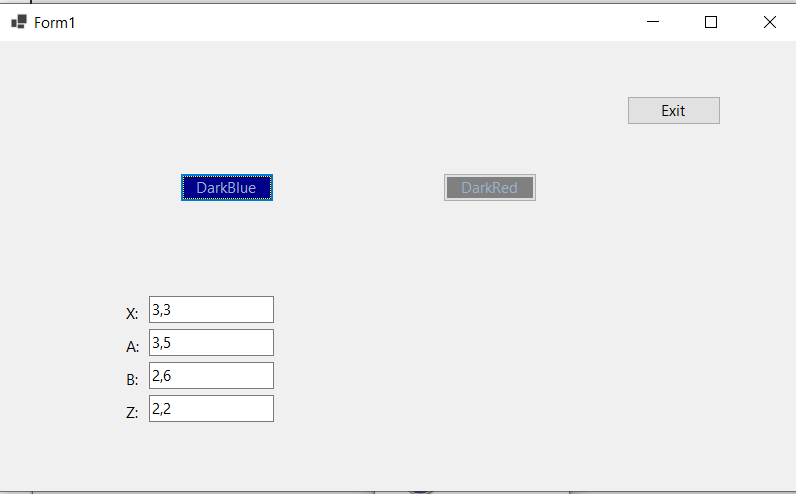 Form1
Exit
DarkBlue DarkRed
X: 3,3
A: 3,5
B: 2,6
Z: 2,2